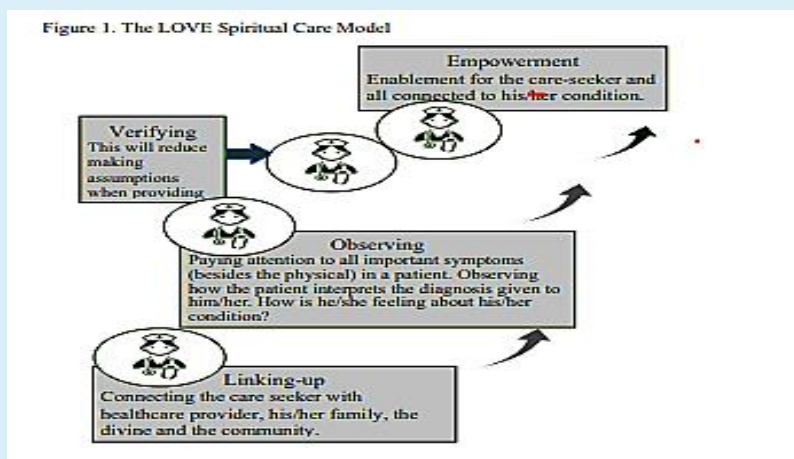 Figure 1. The LOVE Spiritual Care Model
Empowerment
Enablement for the care-seeker and
all connected to his/her condition.
Verifying
This will reduce
making
assumptions
when providing
Observing
Paying attention to all important symptoms
(besides the physical) in a patient. Observing
how the patient interprets the diagnosis given to
him/her. How is he/she feeling about his/her
condition?
Linking-up
Connecting the care seeker with
healthcare provider, his/her family, the
divine and the community.